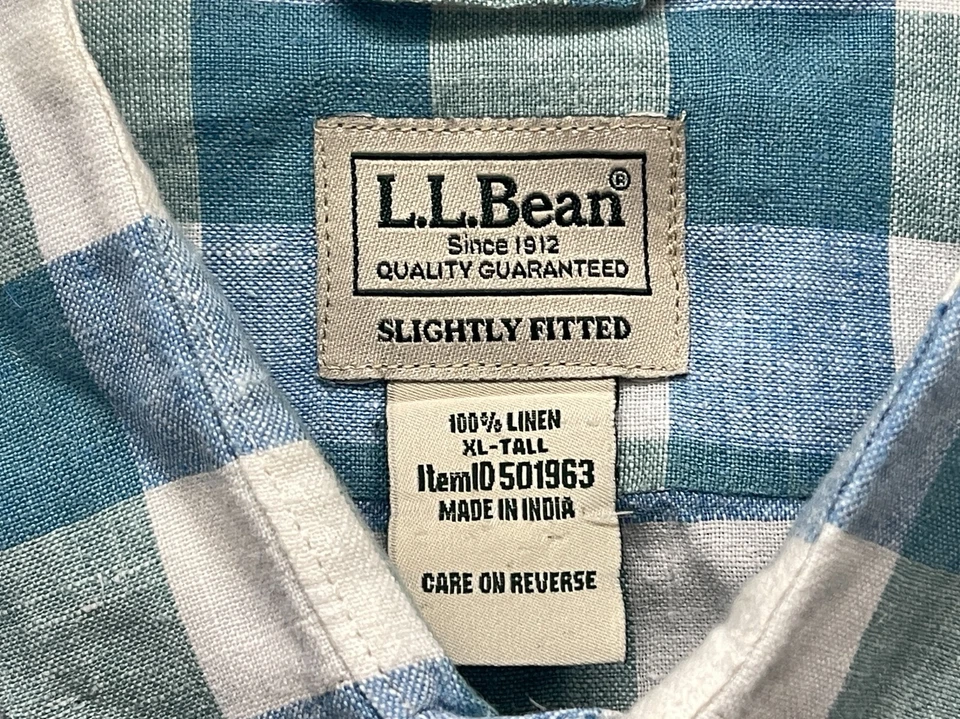 L.L.Bean®
Since 1912
QUALITY GUARANTEED
SLIGHTLY FITTED
100% LINEN
XL-TALL
ItemID 501963
MADE IN INDIA
CARE ON REVERSE